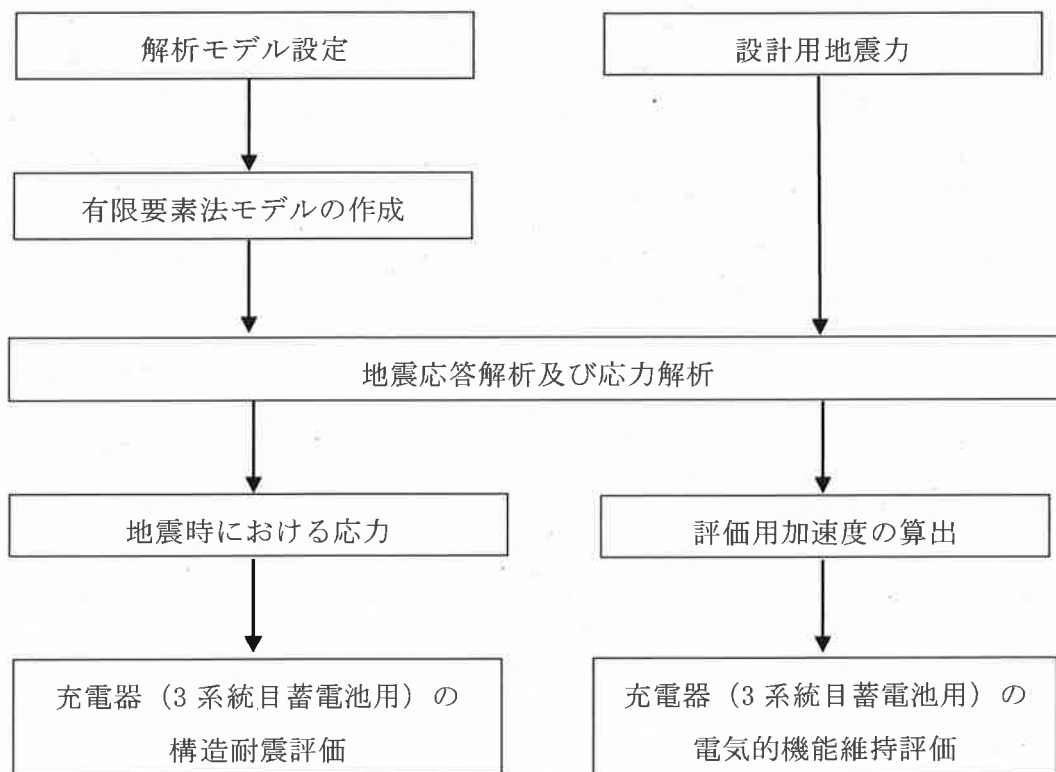 解析モデル設定
設計用地震力
有限要素法モデルの作成
地震応答解析及び応力解析
地震時における応力
評価用加速度の算出
充電器（3系統目蓄電池用）の
構造耐震評価
充電器（3系統目蓄電池用）の
電気的機能維持評価